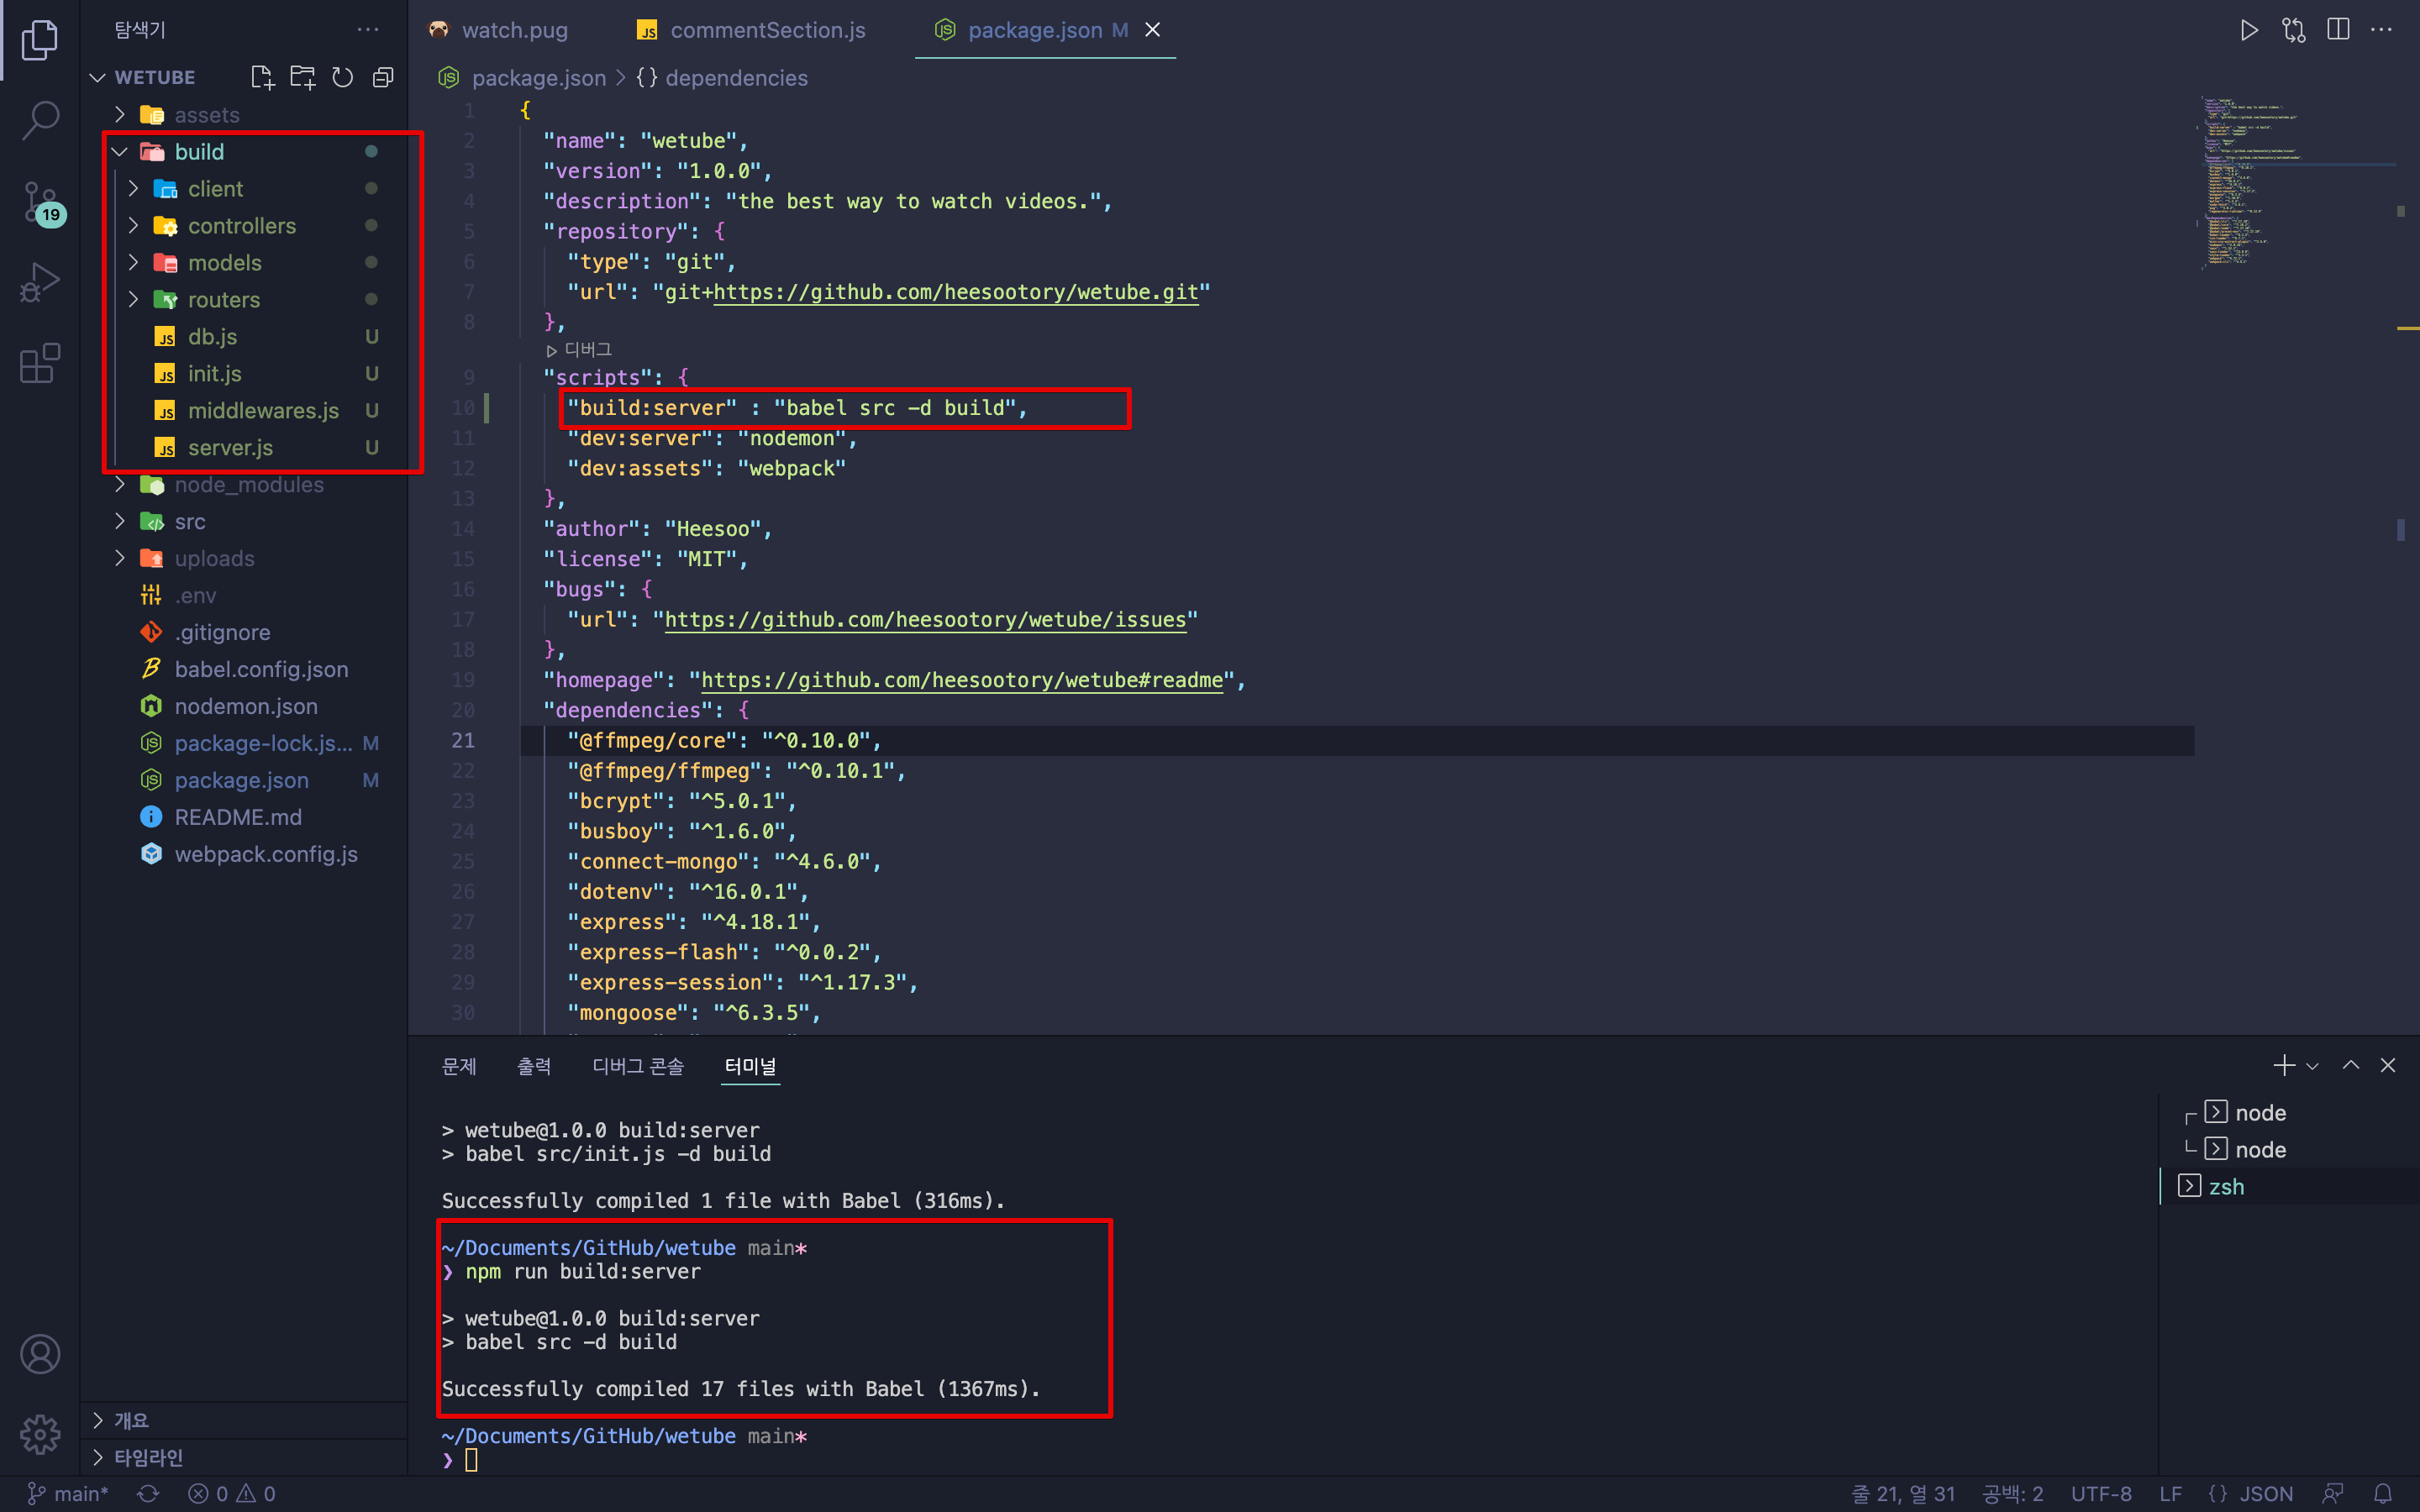 탐색기
WETUBE
assets
build
client
controllers
models
routers
db.js U
init.js U
middlewares.js U
server.js U
node_modules
src
uploads
.env
.gitignore
babel.config.json
nodemon.json
package-lock.js... M
package.json M
README.md
webpack.config.js
개요
타임라인
19
watch.pug
JS commentSection.js
package.json M
package.json > {} dependencies
1 {
2 "name": "wetube",
3 "version": "1.0.0",
4 "description": "the best way to watch videos.",
5 "repository": {
6 "type": "git",
7 "url": "git+https://github.com/heesootory/wetube.git"
8 },
디버그
9 "scripts": {
10 "build:server" : "babel src -d build",
11 "dev:server": "nodemon",
12 "dev:assets": "webpack"
13 },
14 "author": "Heesoo",
15 "license": "MIT",
16 "bugs": {
17 "url": "https://github.com/heesootory/wetube/issues"
18 },
19 "homepage": "https://github.com/heesootory/wetube#readme",
20 "dependencies": {
21 "@ffmpeg/core": "^0.10.0",
22 "@ffmpeg/ffmpeg": "^0.10.1",
23 "bcrypt": "^5.0.1",
24 "busboy": "^1.6.0",
25 "connect-mongo": "^4.6.0",
26 "dotenv": "^16.0.1",
27 "express": "^4.18.1",
28 "express-flash": "^0.0.2",
29 "express-session": "^1.17.3",
30 "mongoose": "^6.3.5",
문제 출력 디버그 콘솔 터미널
> wetube@1.0.0 build:server
> babel src/init.js -d build
Successfully compiled 1 file with Babel (316ms).
~/Documents/GitHub/wetube main*
❯ npm run build:server
> wetube@1.0.0 build:server
> babel src -d build
Successfully compiled 17 files with Babel (1367ms).
~/Documents/GitHub/wetube main*
❯
node
node
zsh
main* 0 0 줄 21, 열 31 공백: 2 UTF-8 LF {} JSON